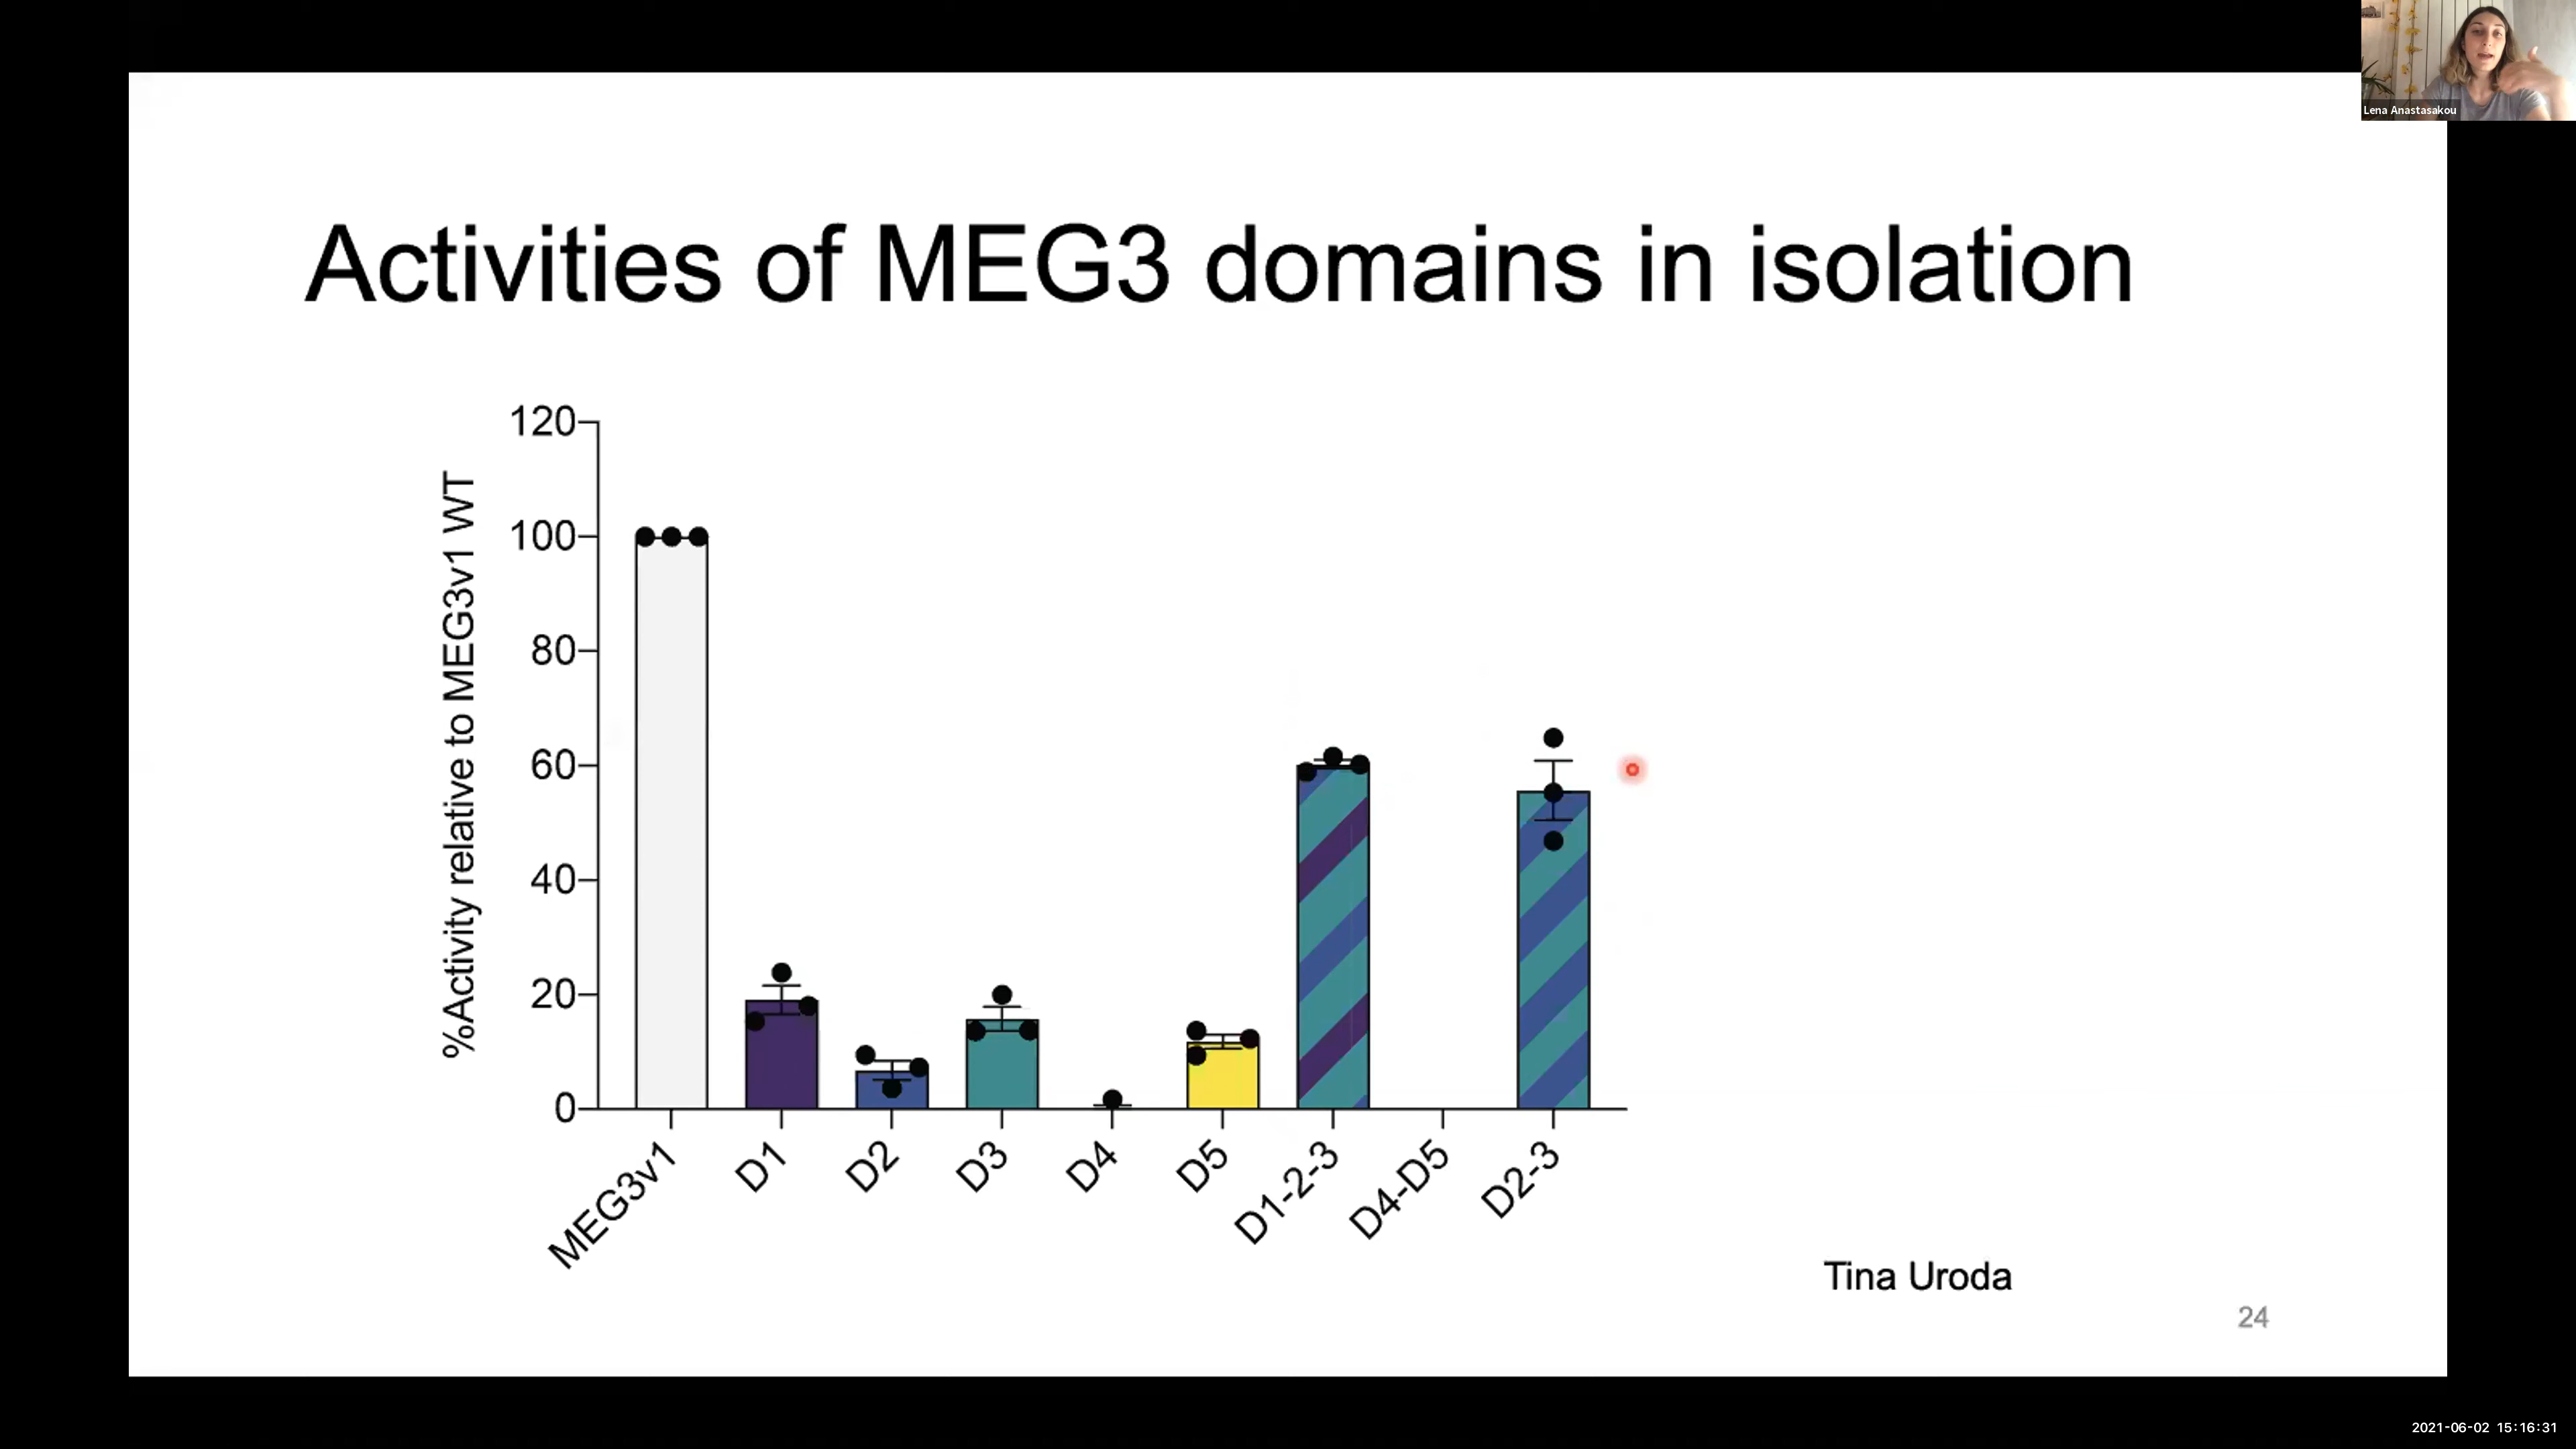 Lena Anastasakou
Activities of MEG3 domains in isolation
%Activity relative to MEG3v1 WT
120
100
80
60
40
20
0
MEG3v1
D1
D2
D3
D4
D5
D1-2-3
D4-D5
D2-3
Tina Uroda
24
2021-06-02 15:16:31